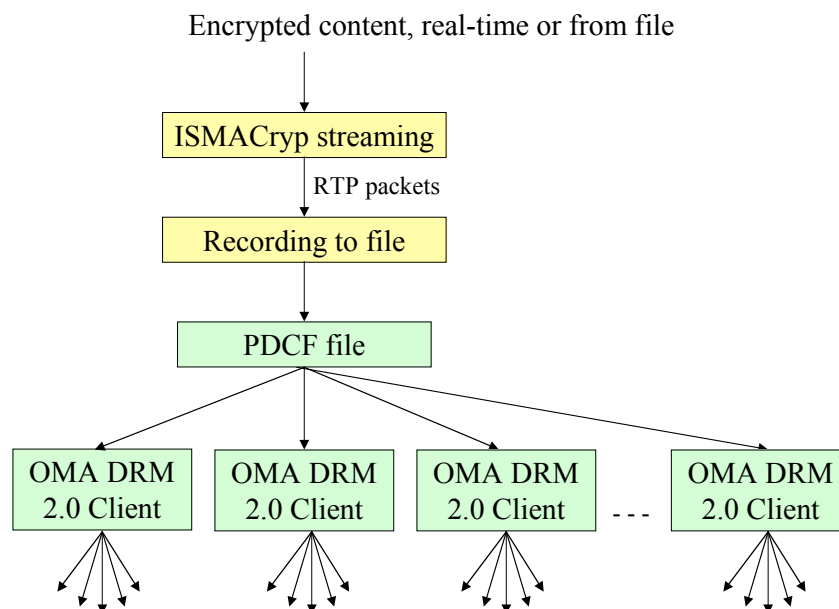 Encrypted content, real-time or from file
ISMACryp streaming
RTP packets
Recording to file
PDCF file
OMA DRM
2.0 Client
OMA DRM
2.0 Client
OMA DRM
2.0 Client
- - -
OMA DRM
2.0 Client